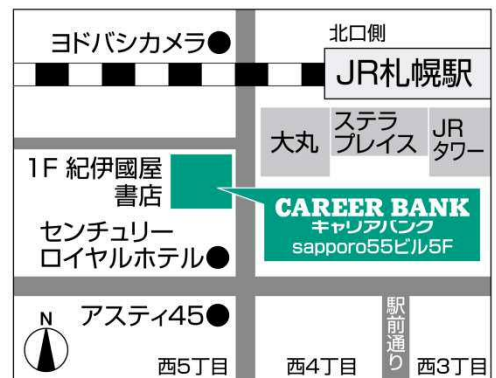 ヨドバシカメラ●
北口側
JR札幌駅
大丸
ステラ
プレイス
JR
タワー
1F 紀伊國屋
書店
CAREER BANK
キャリアバンク
sapporo55ビル5F
センチュリー
ロイヤルホテル●
アスティ45●
駅前通り
N
西5丁目
西4丁目
西3丁目